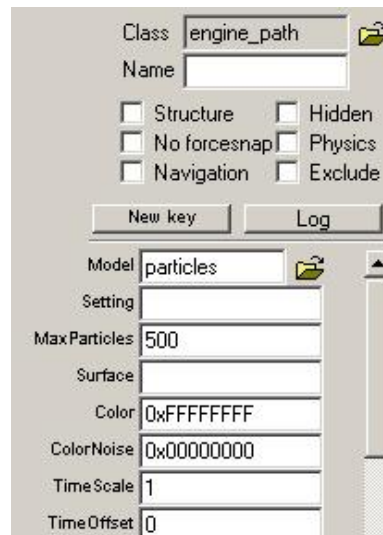 Class engine_path
Name
Structure Hidden
No forcesnap Physics
Navigation Exclude
New key Log
Model particles
Setting
MaxParticles 500
Surface
Color 0xFFFFFFFF
ColorNoise 0x00000000
TimeScale 1
TimeOffset 0